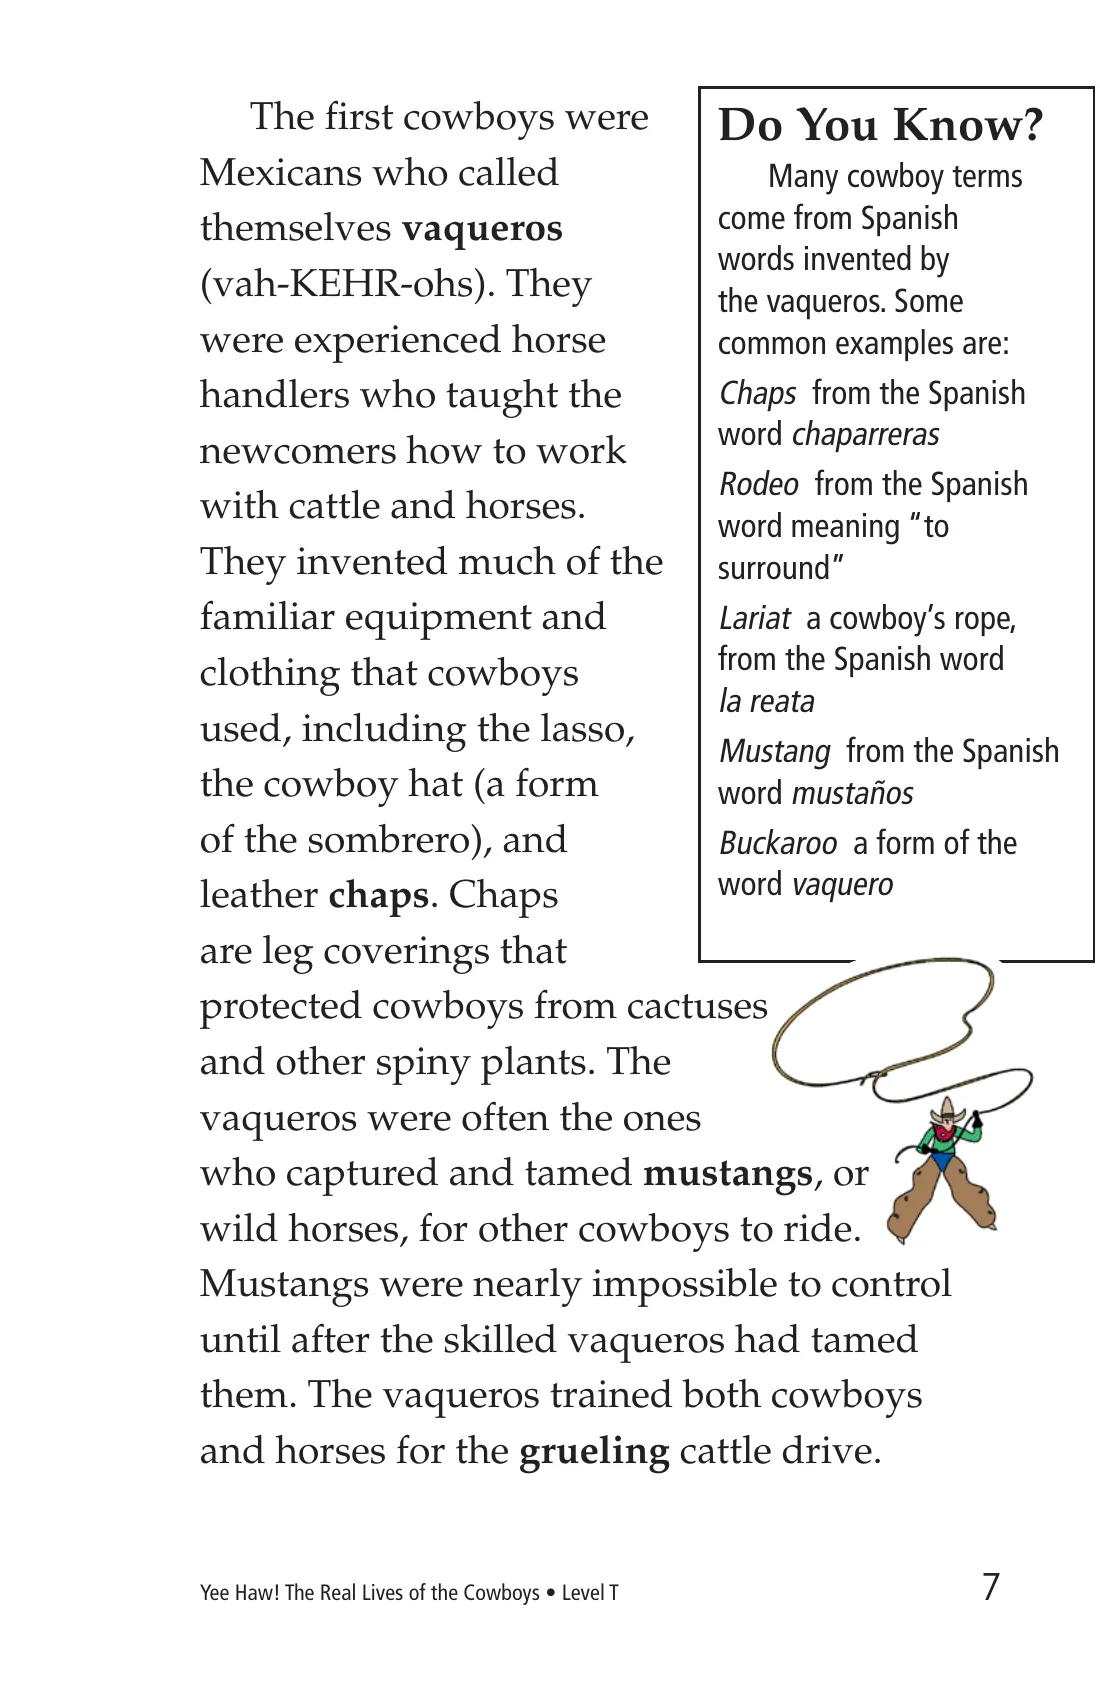 The first cowboys were
Mexicans who called
themselves vaqueros
(vah-KEHR-ohs). They
were experienced horse
handlers who taught the
newcomers how to work
with cattle and horses.
They invented much of the
familiar equipment and
clothing that cowboys
used, including the lasso,
the cowboy hat (a form
of the sombrero), and
leather chaps. Chaps
are leg coverings that
protected cowboys from cactuses
and other spiny plants. The
vaqueros were often the ones
who captured and tamed mustangs, or
wild horses, for other cowboys to ride.
Mustangs were nearly impossible to control
until after the skilled vaqueros had tamed
them. The vaqueros trained both cowboys
and horses for the grueling cattle drive.
Do You Know?
Many cowboy terms
come from Spanish
words invented by
the vaqueros. Some
common examples are:
Chaps from the Spanish
word chaparreras
Rodeo from the Spanish
word meaning “to
surround”
Lariat a cowboy’s rope,
from the Spanish word
la reata
Mustang from the Spanish
word mustaños
Buckaroo a form of the
word vaquero
Yee Haw! The Real Lives of the Cowboys • Level T
7